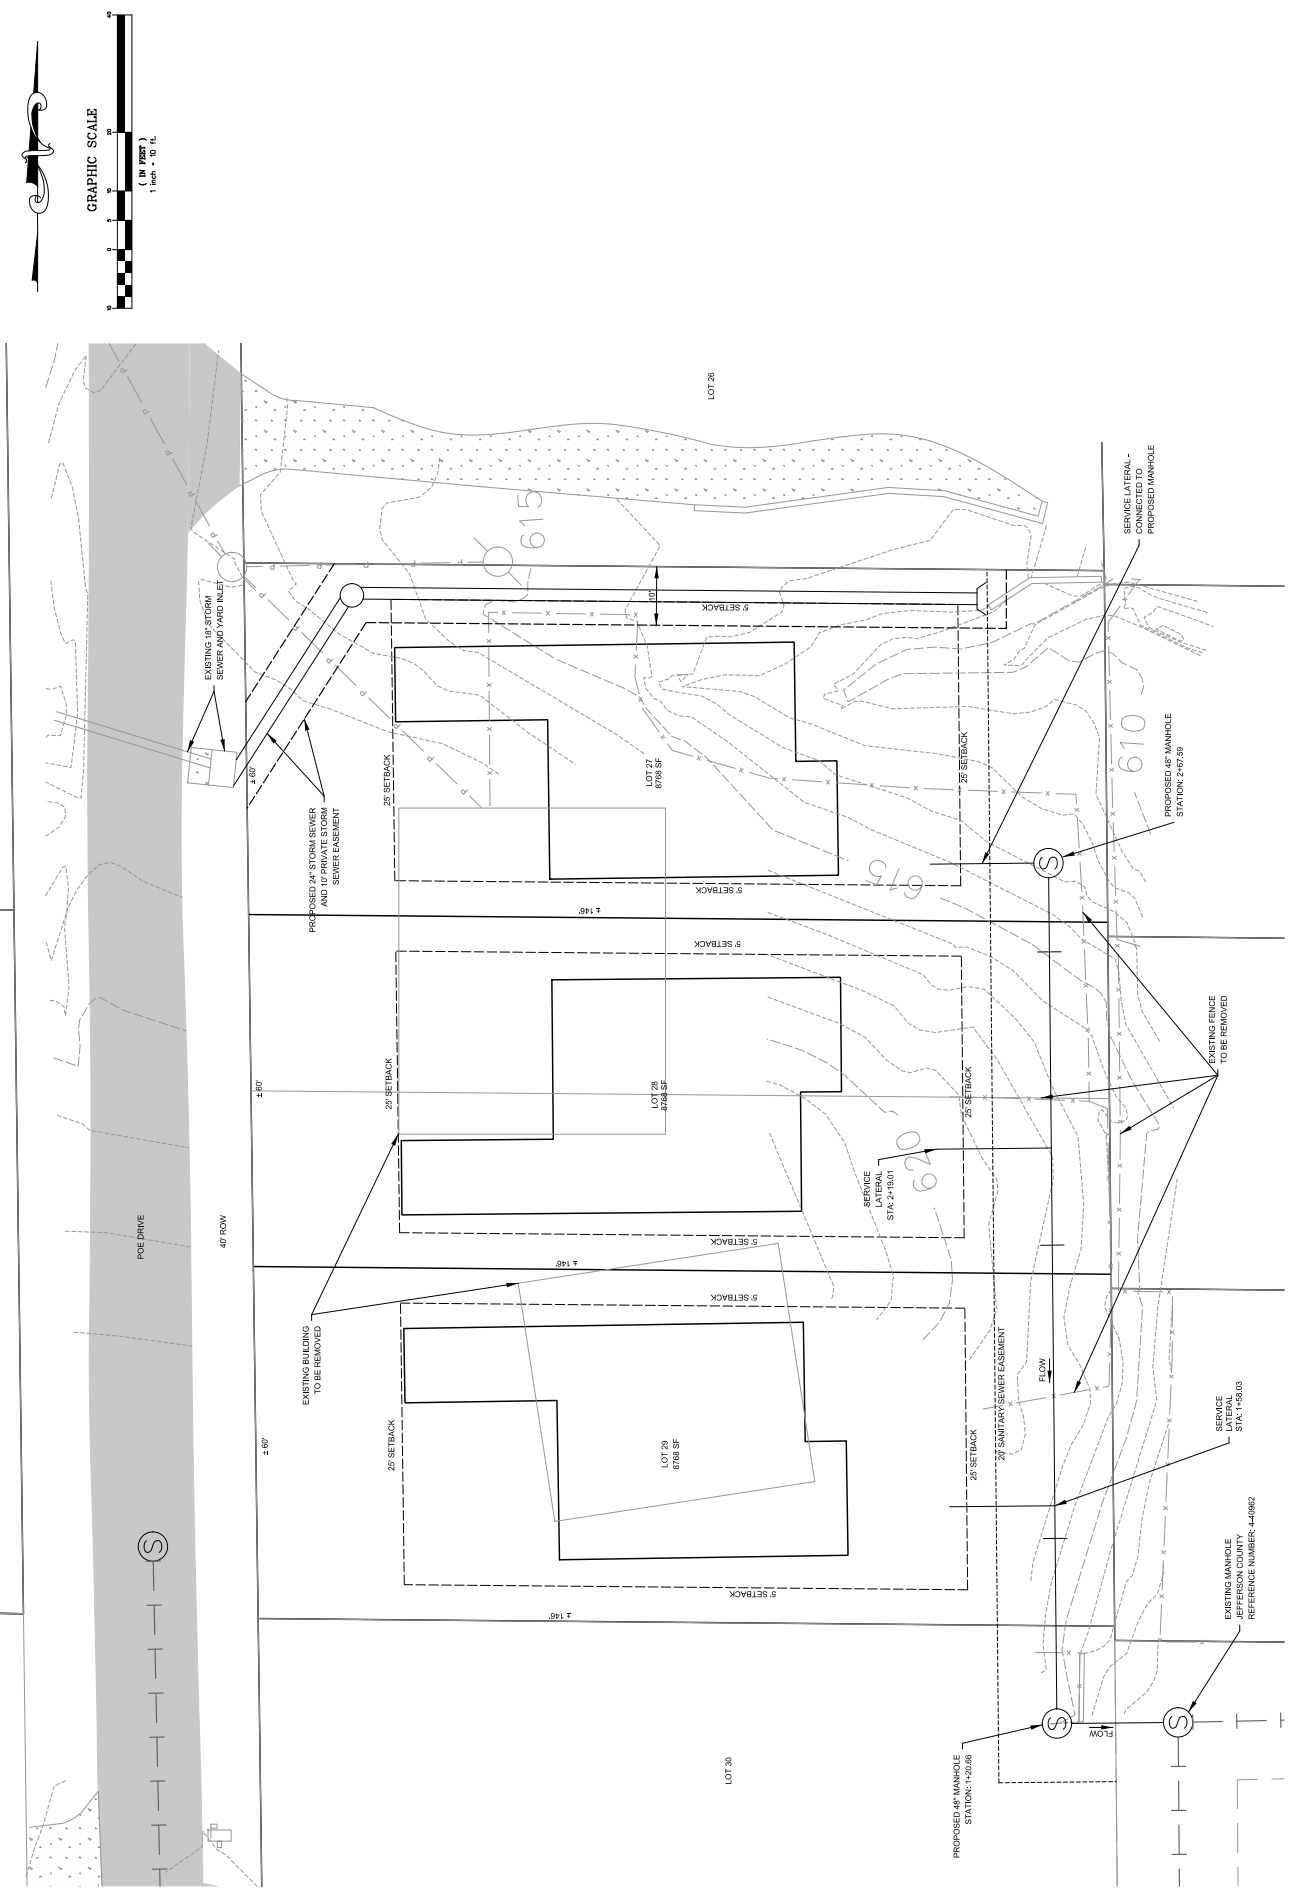 GRAPHIC SCALE
10
0
5
10
20
40
( IN FEET )
1 inch = 10 ft.
LOT 26
EXISTING 18" STORM
SEWER AND YARD INLET
PROPOSED 24" STORM SEWER
AND 10' PRIVATE STORM
SEWER EASEMENT
SERVICE LATERAL -
CONNECTED TO
PROPOSED MANHOLE
PROPOSED 48" MANHOLE
STATION: 2+67.59
P
P
P
P
P
P
P
P
P
615
10'
5' SETBACK
25' SETBACK
± 60'
LOT 27
8768 SF
25' SETBACK
5' SETBACK
615
610
S
± 146'
5' SETBACK
25' SETBACK
± 60'
LOT 28
8768 SF
25' SETBACK
5' SETBACK
620
SERVICE
LATERAL
STA: 2+19.01
EXISTING FENCE
TO BE REMOVED
POE DRIVE
40' ROW
± 146'
EXISTING BUILDING
TO BE REMOVED
5' SETBACK
25' SETBACK
± 60'
LOT 29
8768 SF
25' SETBACK
5' SETBACK
20' SANITARY SEWER EASEMENT
FLOW
SERVICE
LATERAL
STA: 1+58.03
± 146'
S
EXISTING MANHOLE
JEFFERSON COUNTY
REFERENCE NUMBER: 4-40962
S
FLOW
S
PROPOSED 48" MANHOLE
STATION: 1+20.66
LOT 30